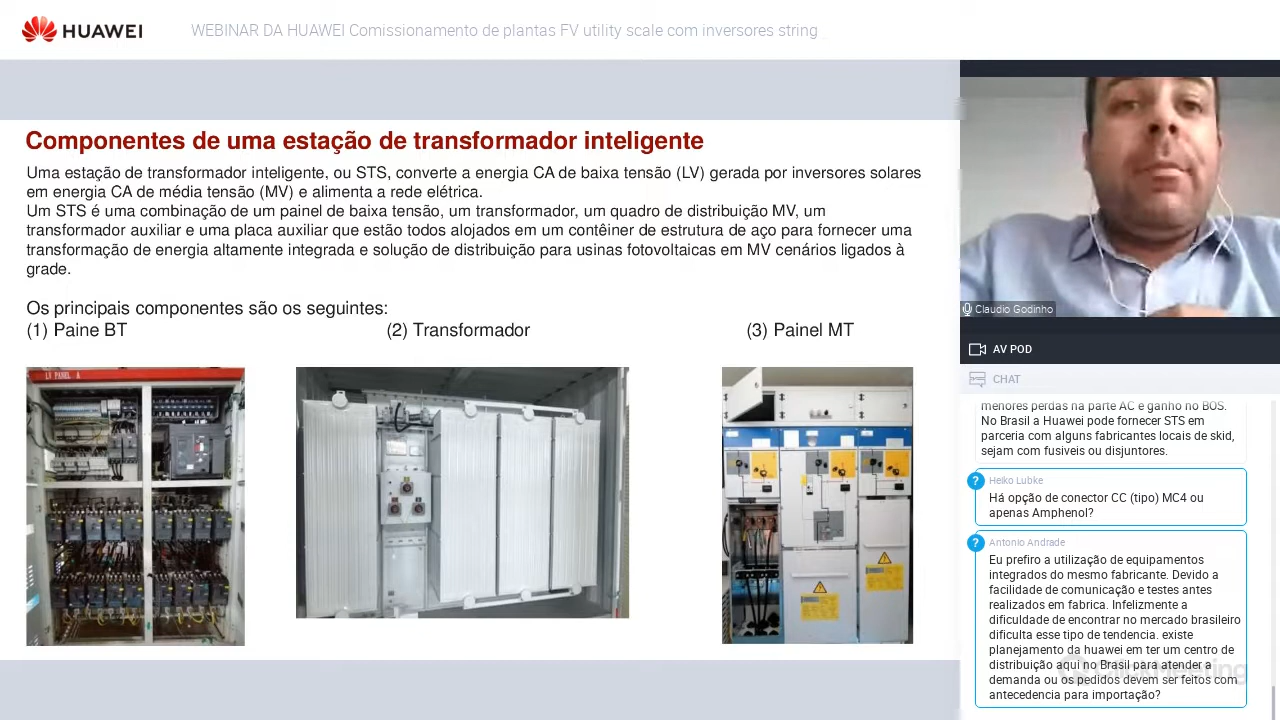 HUAWEI
WEBINAR DA HUAWEI Comissionamento de plantas FV utility scale com inversores string
Componentes de uma estação de transformador inteligente
Uma estação de transformador inteligente, ou STS, converte a energia CA de baixa tensão (LV) gerada por inversores solares
em energia CA de média tensão (MV) e alimenta a rede elétrica.
Um STS é uma combinação de um painel de baixa tensão, um transformador, um quadro de distribuição MV, um
transformador auxiliar e uma placa auxiliar que estão todos alojados em um contêiner de estrutura de aço para fornecer uma
transformação de energia altamente integrada e solução de distribuição para usinas fotovoltaicas em MV cenários ligados à
grade.
Os principais componentes são os seguintes:
(1) Paine BT
(2) Transformador
(3) Painel MT
LV PANEL A
Claudio Godinho
AV POD
CHAT
menores perdas na parte AC e ganho no BOS.
No Brasil a Huawei pode fornecer STS em
parceria com alguns fabricantes locais de skid,
sejam com fusiveis ou disjuntores.
?
Heiko Lubke
Há opção de conector CC (tipo) MC4 ou
apenas Amphenol?
?
Antonio Andrade
Eu prefiro a utilização de equipamentos
integrados do mesmo fabricante. Devido a
facilidade de comunicação e testes antes
realizados em fabrica. Infelizmente a
dificuldade de encontrar no mercado brasileiro
dificulta esse tipo de tendencia. existe
planejamento da huawei em ter um centro de
distribuição aqui no Brasil para atender a
demanda ou os pedidos devem ser feitos com
antecedencia para importação?
ClickMeeting